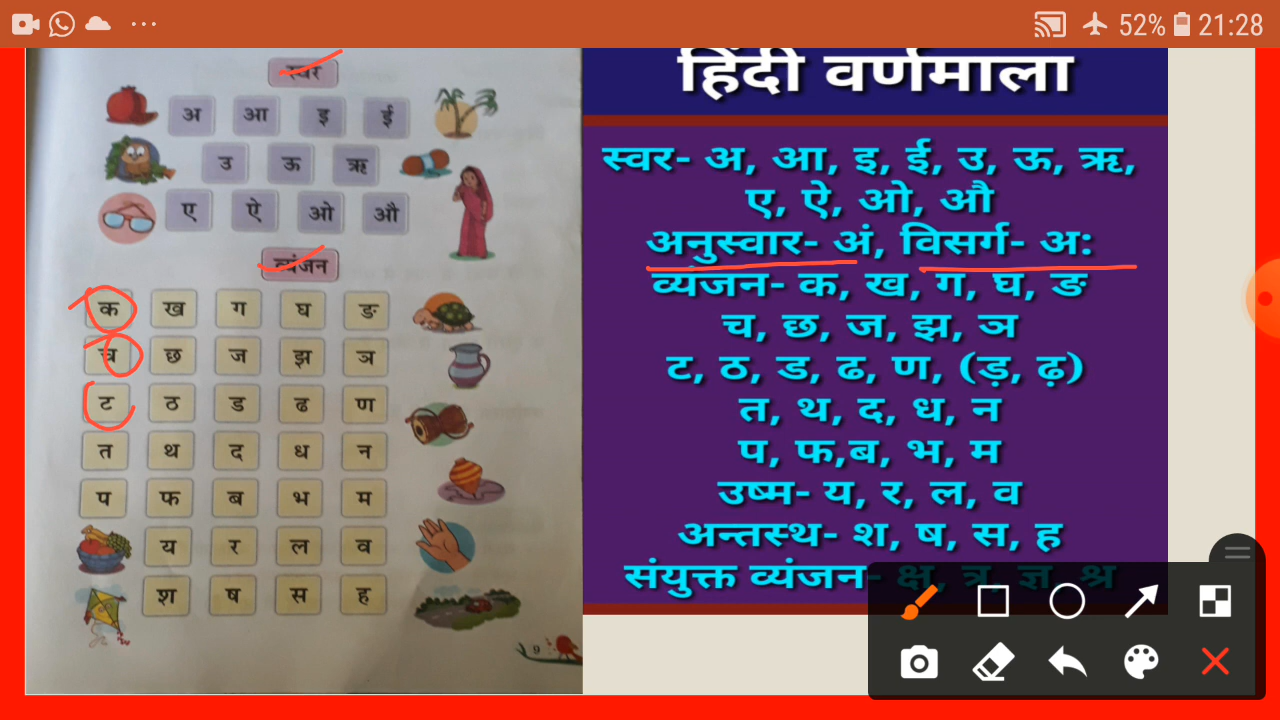 52% 21:28
स्वर
अ आ इ ई
उ ऊ ऋ
ए ऐ ओ औ
व्यंजन
क ख ग घ ङ
च छ ज झ ञ
ट ठ ड ढ ण
त थ द ध न
प फ ब भ म
य र ल व
श ष स ह
9
हिंदी वर्णमाला
स्वर- अ, आ, इ, ई, उ, ऊ, ऋ,
ए, ऐ, ओ, औ
अनुस्वार- अं, विसर्ग- अ:
व्यंजन- क, ख, ग, घ, ङ
च, छ, ज, झ, ञ
ट, ठ, ड, ढ, ण, (ड़, ढ़)
त, थ, द, ध, न
प, फ,ब, भ, म
उष्म- य, र, ल, व
अन्तस्थ- श, ष, स, ह
संयुक्त व्यंजन- क्ष, त्र, ज्ञ, श्र